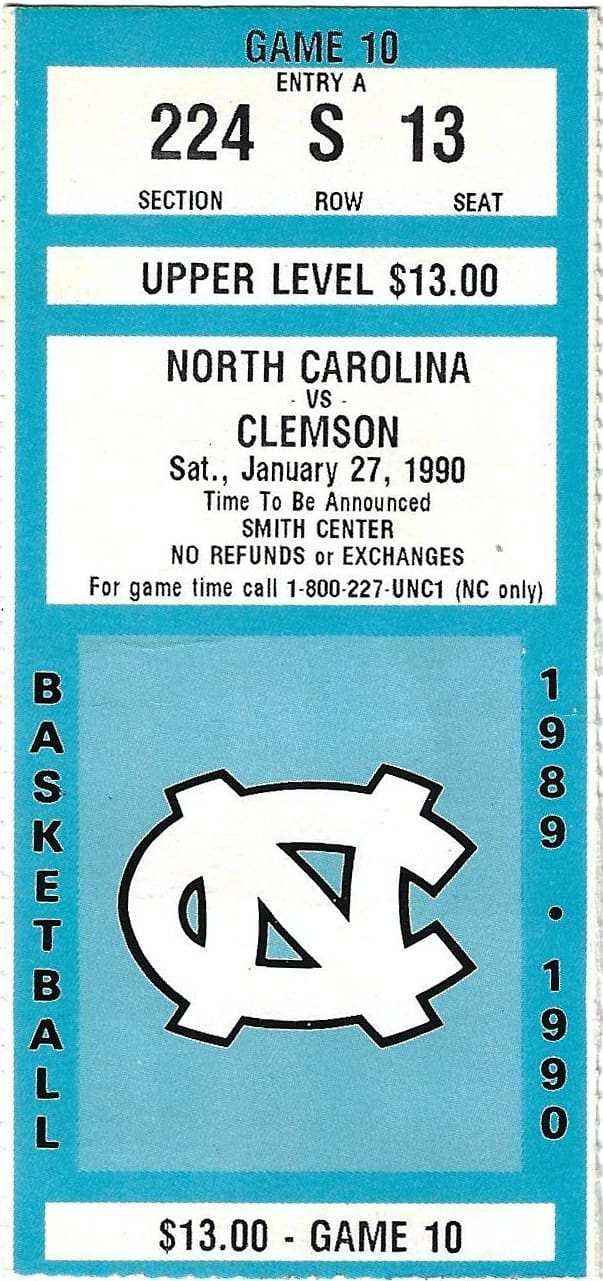 GAME 10
ENTRY A
224 S 13
SECTION ROW SEAT
UPPER LEVEL $13.00
NORTH CAROLINA
- VS -
CLEMSON
Sat., January 27, 1990
Time To Be Announced
SMITH CENTER
NO REFUNDS or EXCHANGES
For game time call 1-800-227-UNC1 (NC only)
BASKETBALL
1989 • 1990
NC
$13.00 - GAME 10